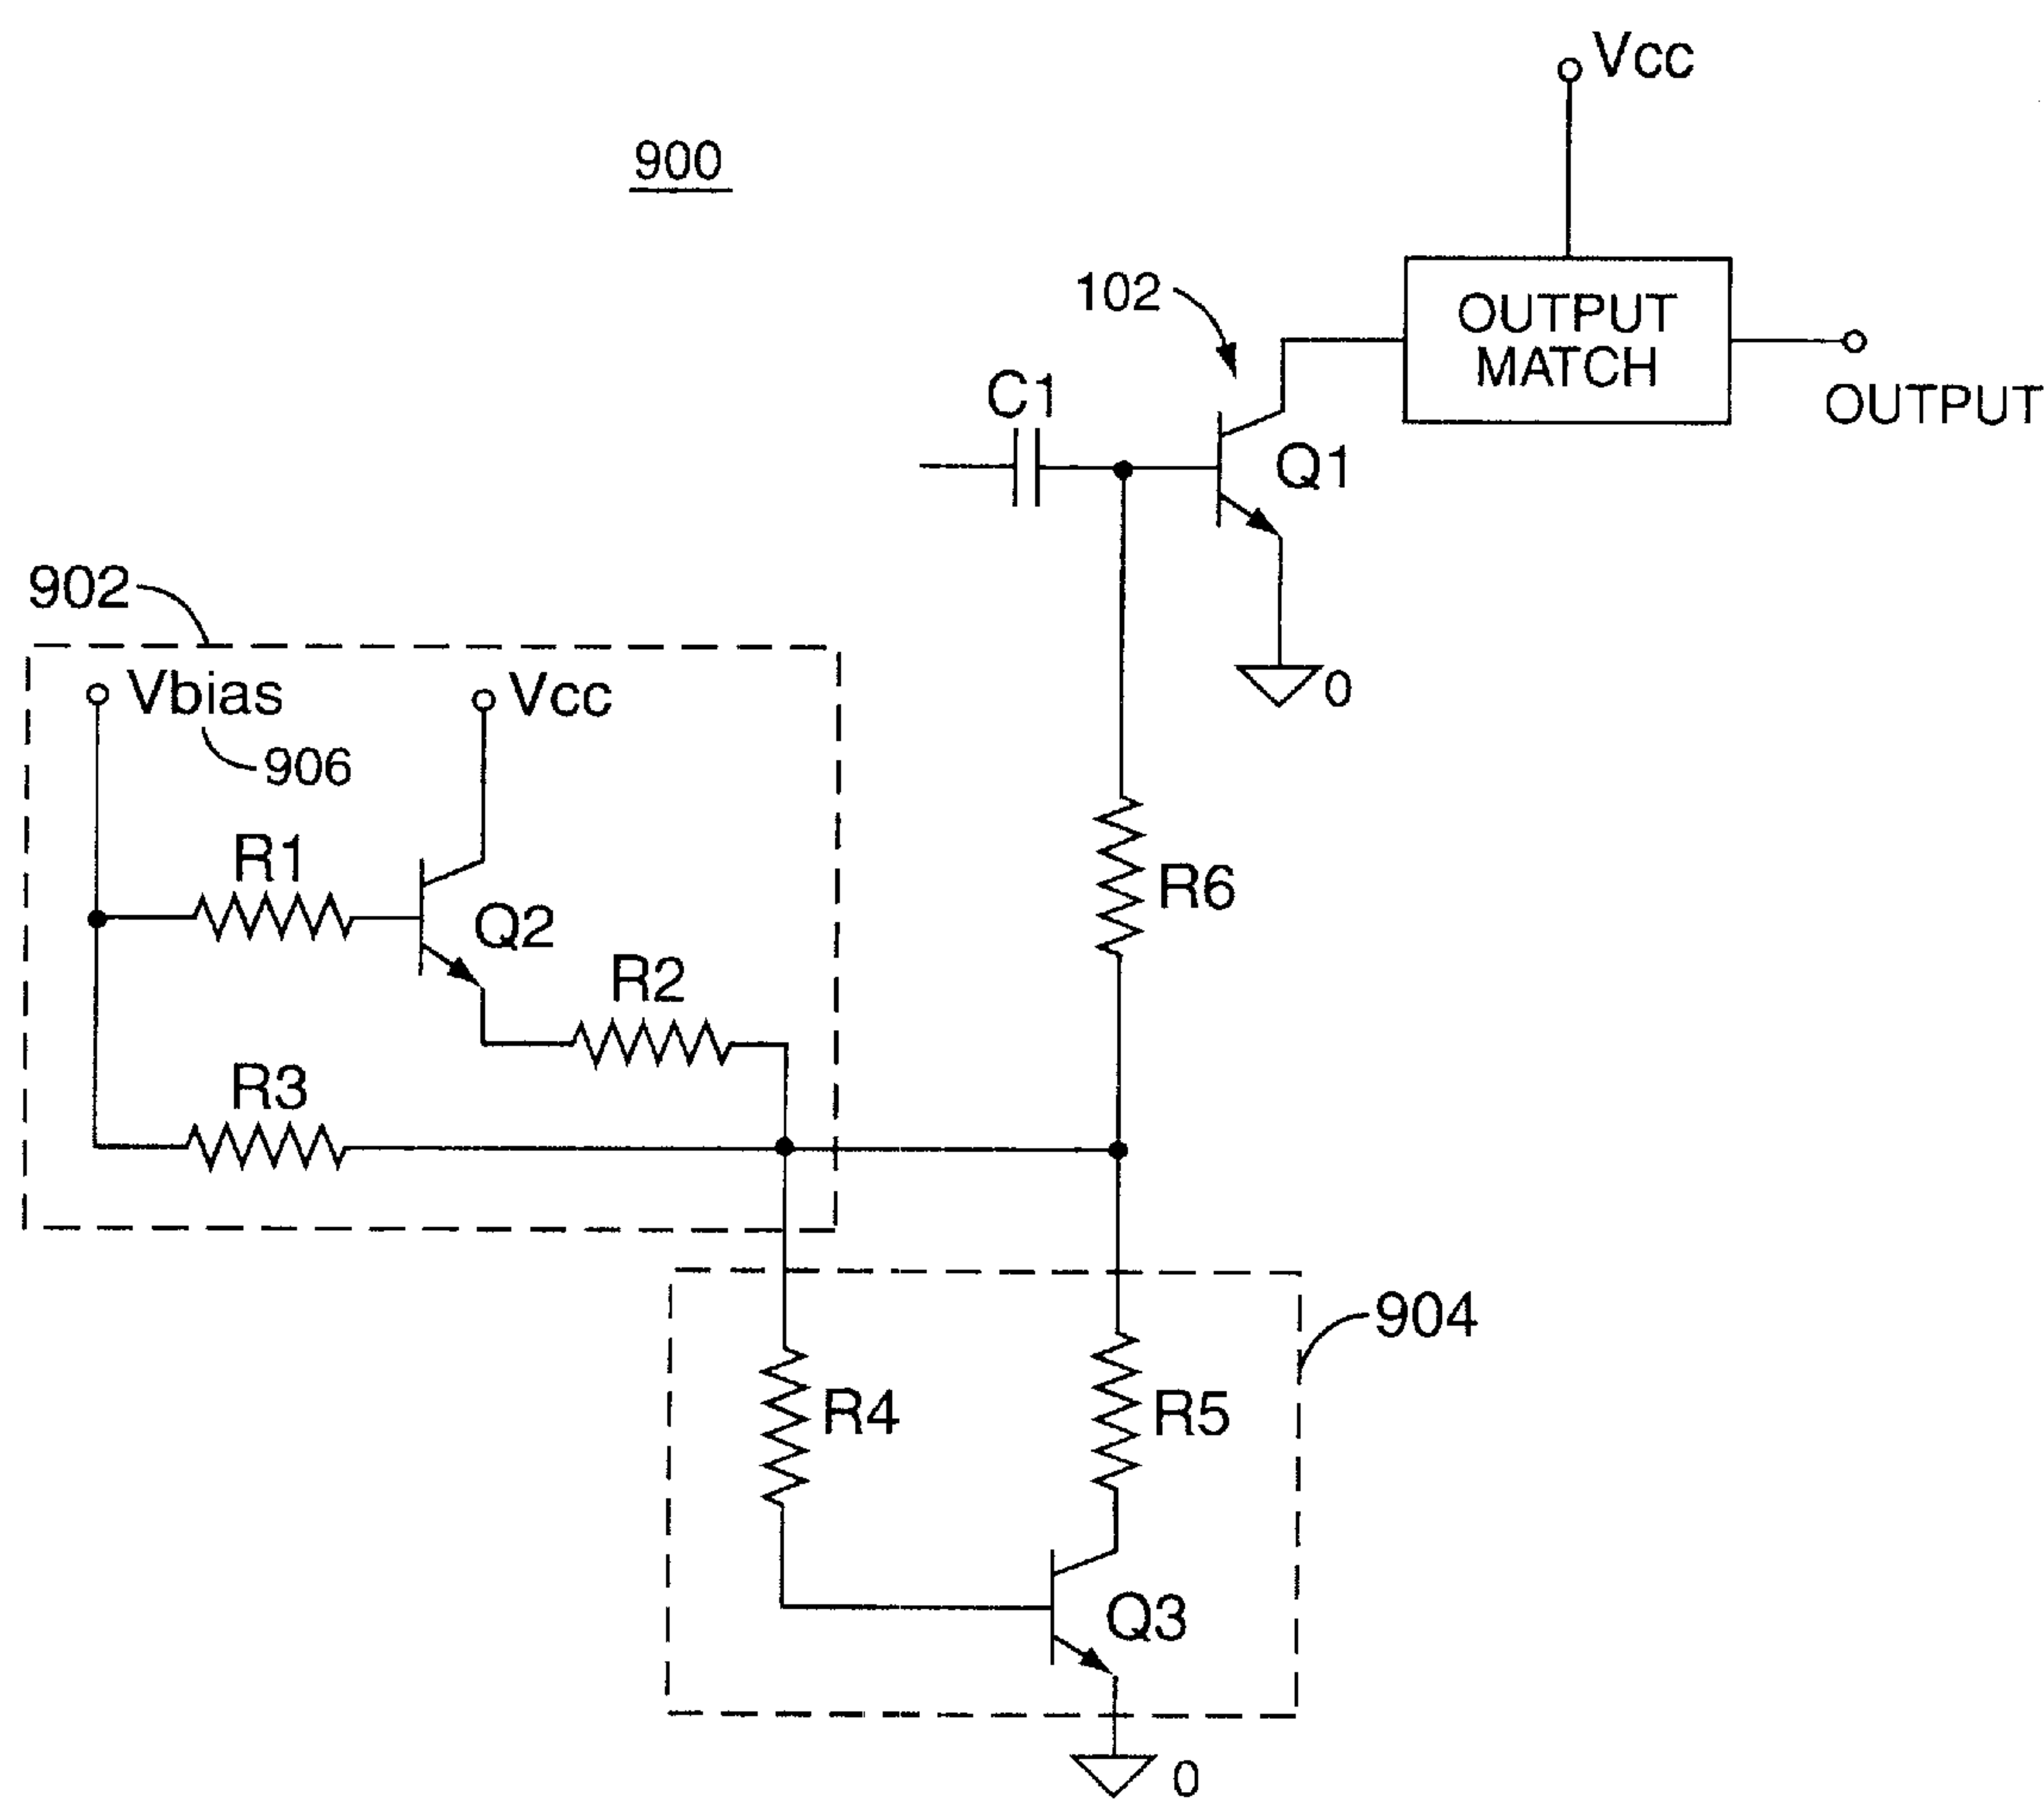 Vcc
900
102
OUTPUT
MATCH
C1
OUTPUT
Q1
902
0
Vbias
Vcc
906
R1
R6
Q2
R2
R3
904
R4
R5
Q3
0